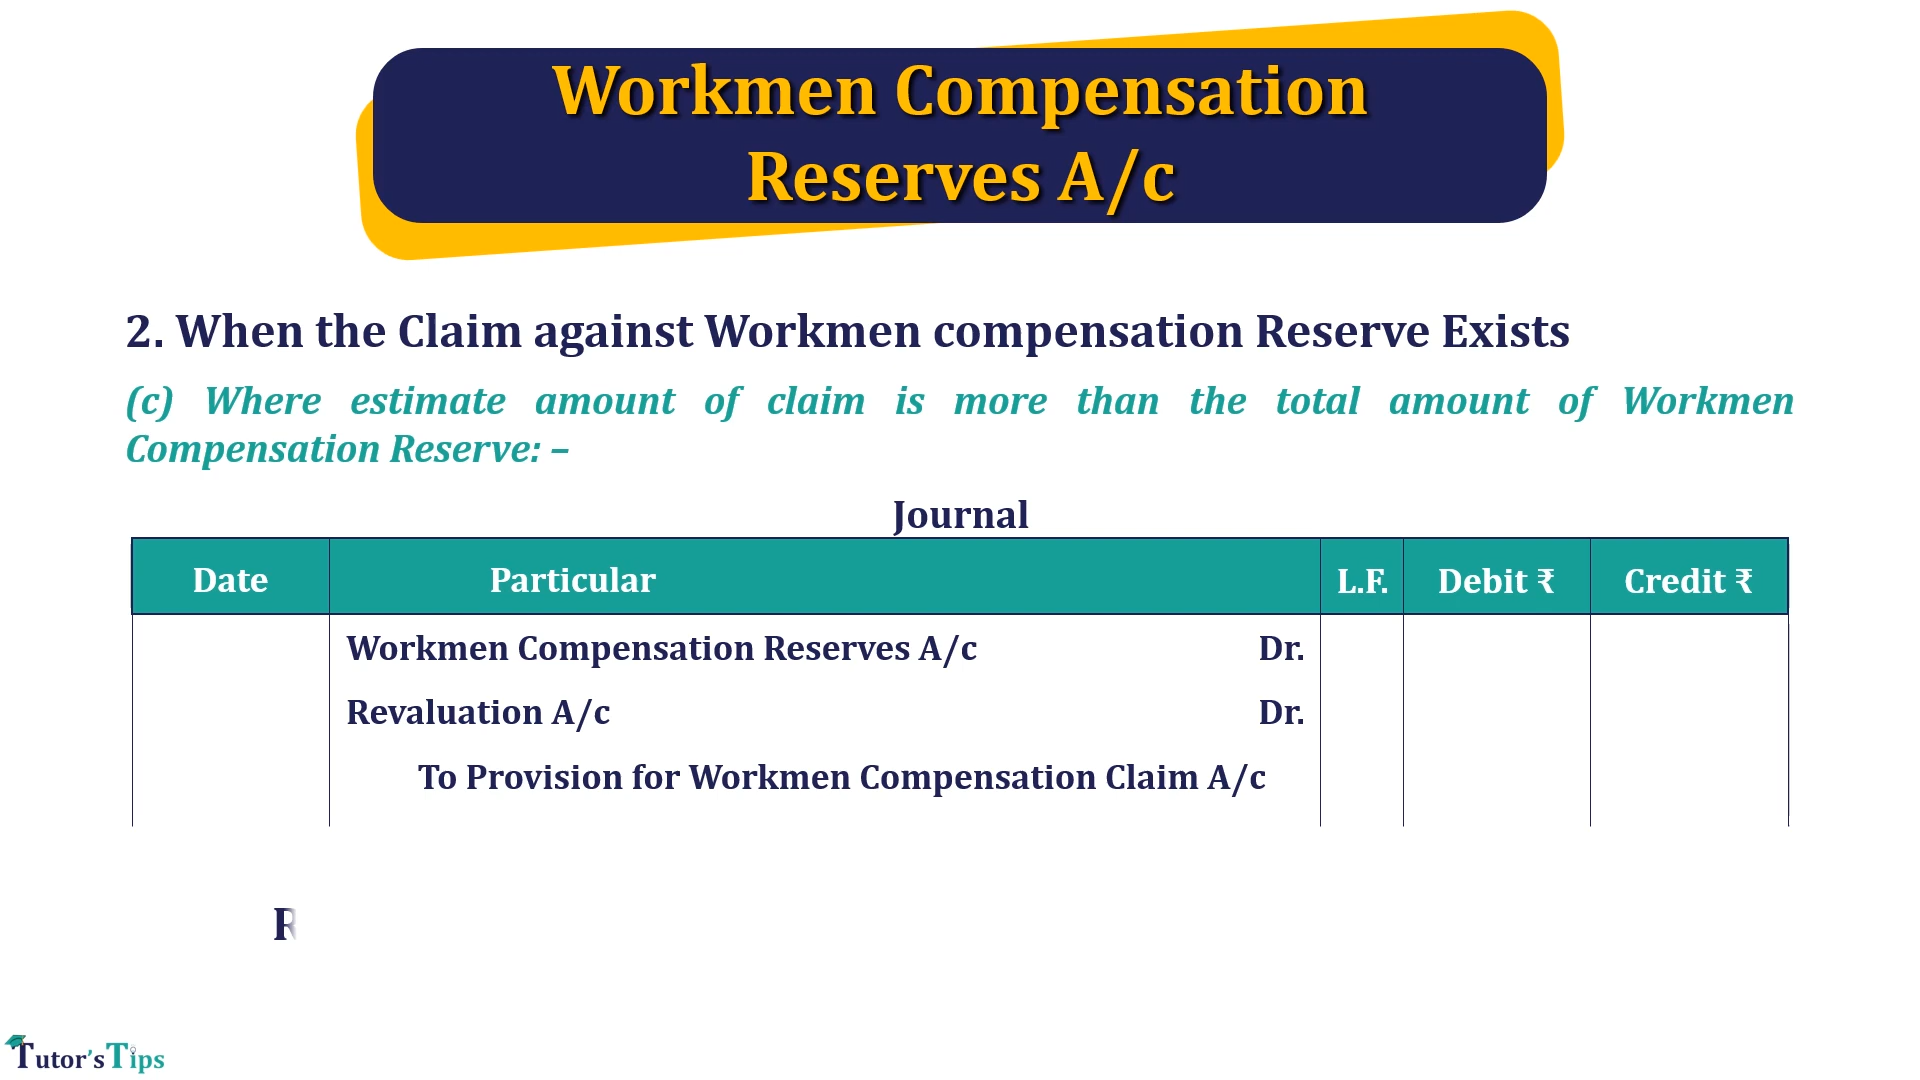 Workmen Compensation
Reserves A/c
2. When the Claim against Workmen compensation Reserve Exists
(c) Where estimate amount of claim is more than the total amount of Workmen
Compensation Reserve: –
Journal
Date Particular L.F. Debit ₹ Credit ₹
Workmen Compensation Reserves A/c Dr.
Revaluation A/c Dr.
To Provision for Workmen Compensation Claim A/c
R
Tutor'sTips